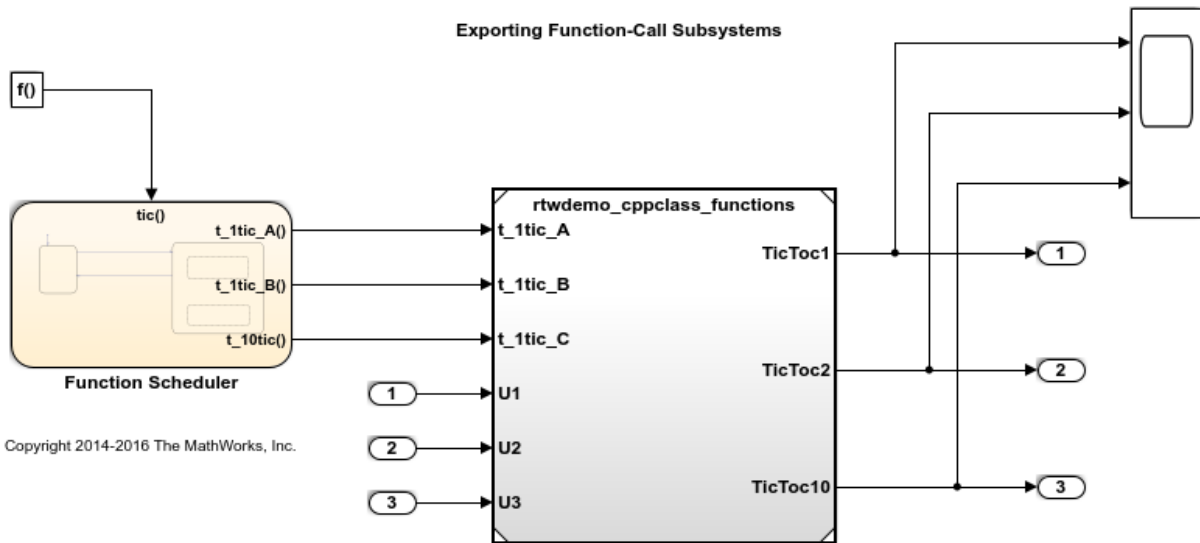 Exporting Function-Call Subsystems
f()
tic()
t_1tic_A()
t_1tic_B()
t_10tic()
Function Scheduler
Copyright 2014-2016 The MathWorks, Inc.
rtwdemo_cppclass_functions
t_1tic_A
t_1tic_B
t_1tic_C
1
U1
2
U2
3
U3
TicToc1
1
TicToc2
2
TicToc10
3